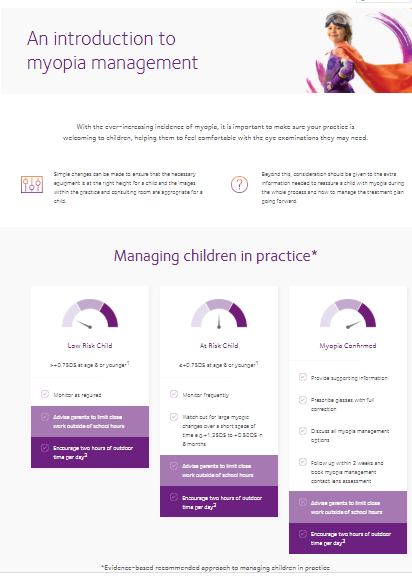 An introduction to
myopia management
With the ever-increasing incidence of myopia, it is important to make sure your practice is
welcoming to children, helping them to feel comfortable with the eye examinations they may need.
Simple changes can be made to ensure that the necessary
equipment is at the right height for a child and the images
within the practice and consulting room are appropriate for a
child.
Beyond this, consideration should be given to the extra
information needed to reassure a child with myopia during
the whole process and how to manage the treatment plan
going forward.
Managing children in practice*
Low Risk Child
>+0.75DS at age 6 or younger†
Monitor as required
Advise parents to limit close
work outside of school hours
Encourage two hours of outdoor
time per day²
At Risk Child
≤+0.75DS at age 6 or younger†
Monitor frequently
Watch out for large myopic
changes over a short space of
time e.g.+1.25DS to +0.50DS in
6 months
Advise parents to limit close
work outside of school hours
Encourage two hours of outdoor
time per day²
Myopia Confirmed
Provide supporting information
Prescribe glasses with full
correction
Discuss all myopia management
options
Follow up within 2 weeks and
book myopia management
contact lens assessment
Advise parents to limit close
work outside of school hours
Encourage two hours of outdoor
time per day²
*Evidence-based recommended approach to managing children in practice